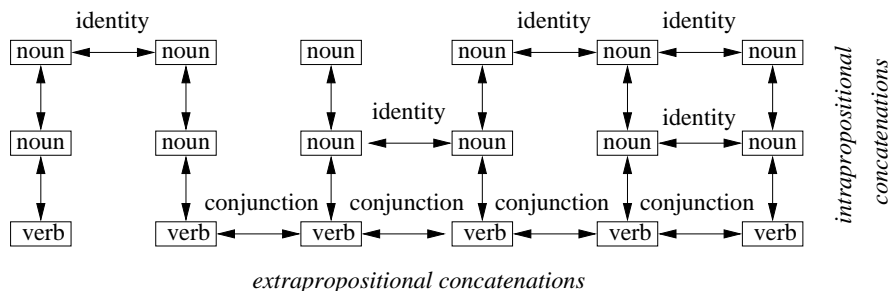 identity identity identity
noun noun noun noun noun noun
identity identity
noun noun noun noun noun noun
conjunction conjunction conjunction conjunction
verb verb verb verb verb verb
extrapropositional concatenations
intrapropositional
concatenations